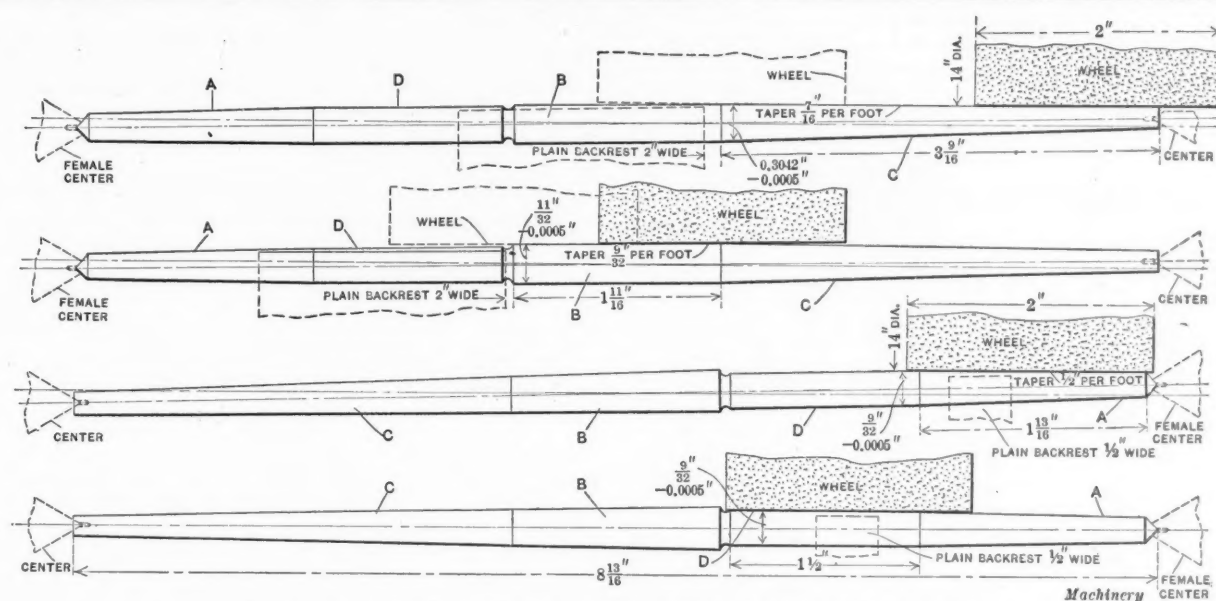 2"
A
D
B
WHEEL
14" DIA.
WHEEL
TAPER 7/16" PER FOOT
FEMALE
CENTER
PLAIN BACKREST 2" WIDE
0.3042"
-0.0005"
3 9/16"
C
CENTER
A
D
WHEEL
11/32"
-0.0005"
WHEEL
TAPER 9/32" PER FOOT
FEMALE
CENTER
PLAIN BACKREST 2" WIDE
1 11/16"
B
C
CENTER
2"
14" DIA.
WHEEL
TAPER 1/2" PER FOOT
CENTER
C
B
D
9/32"
-0.0005"
A
1 13/16"
FEMALE
CENTER
PLAIN BACKREST 1/2" WIDE
C
B
9/32"
-0.0005"
WHEEL
A
CENTER
D
1 1/2"
PLAIN BACKREST 1/2" WIDE
8 13/16"
FEMALE
CENTER
Machinery